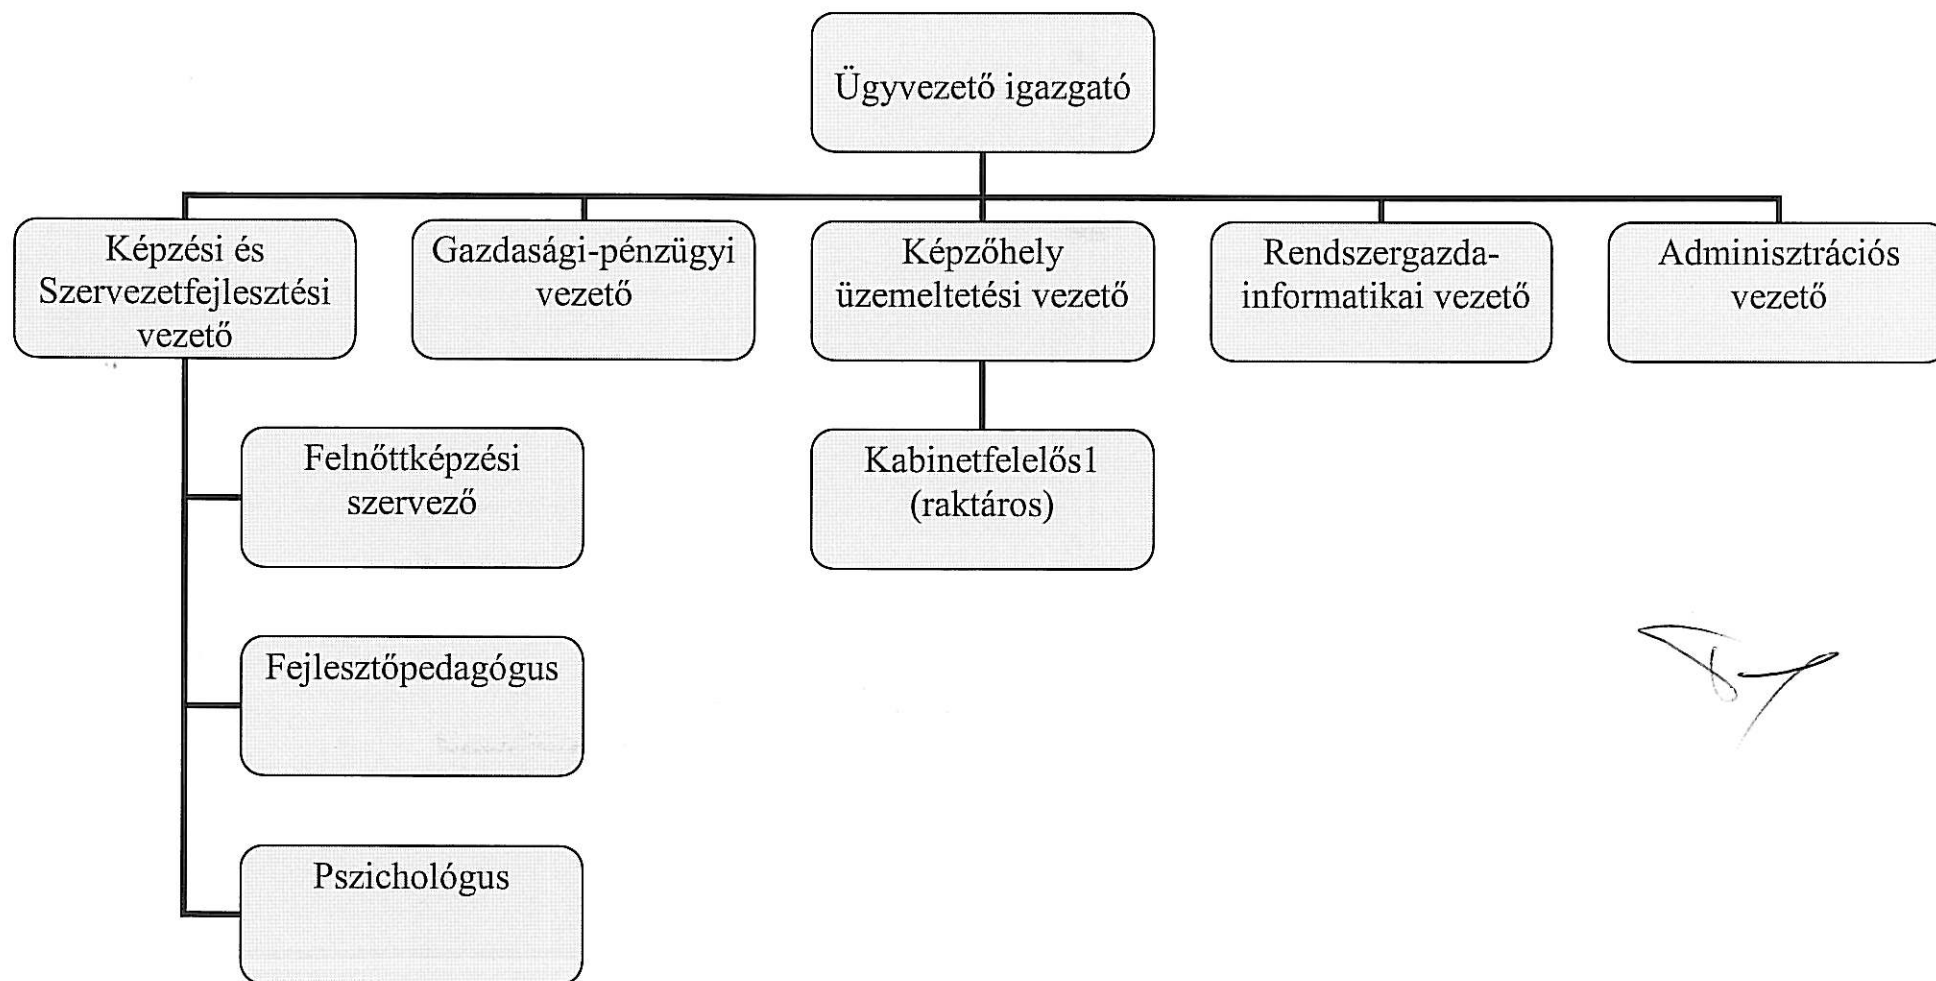 Ügyvezető igazgató
Képzési és
Szervezetfejlesztési
vezető
Gazdasági-pénzügyi
vezető
Képzőhely
üzemeltetési vezető
Rendszergazda-
informatikai vezető
Adminisztrációs
vezető
Felnőttképzési
szervező
Kabinetfelelős1
(raktáros)
Fejlesztőpedagógus
Pszichológus